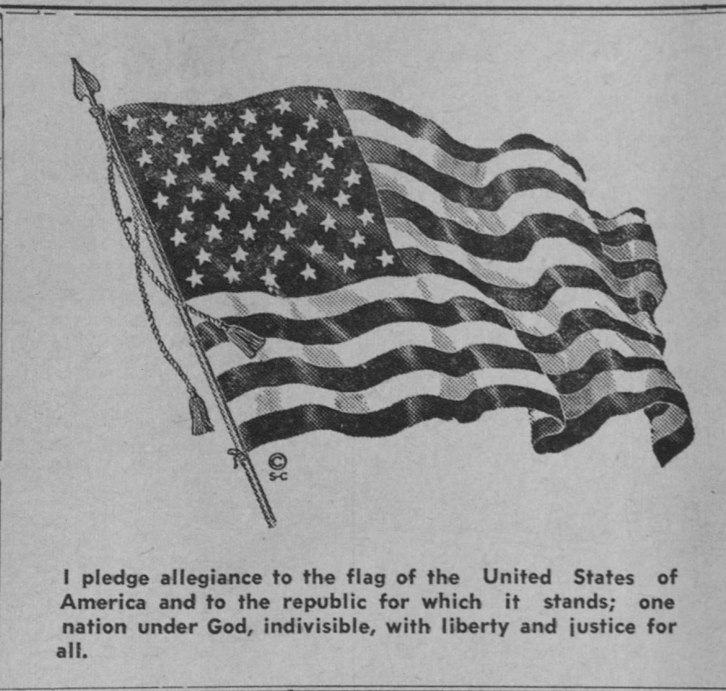 ©
S-C
I pledge allegiance to the flag of the United States of
America and to the republic for which it stands; one
nation under God, indivisible, with liberty and justice for
all.